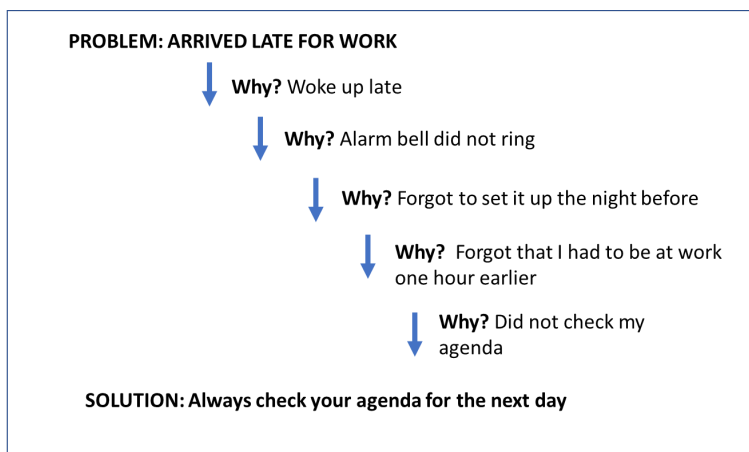 PROBLEM: ARRIVED LATE FOR WORK
Why? Woke up late
Why? Alarm bell did not ring
Why? Forgot to set it up the night before
Why? Forgot that I had to be at work
one hour earlier
Why? Did not check my
agenda
SOLUTION: Always check your agenda for the next day